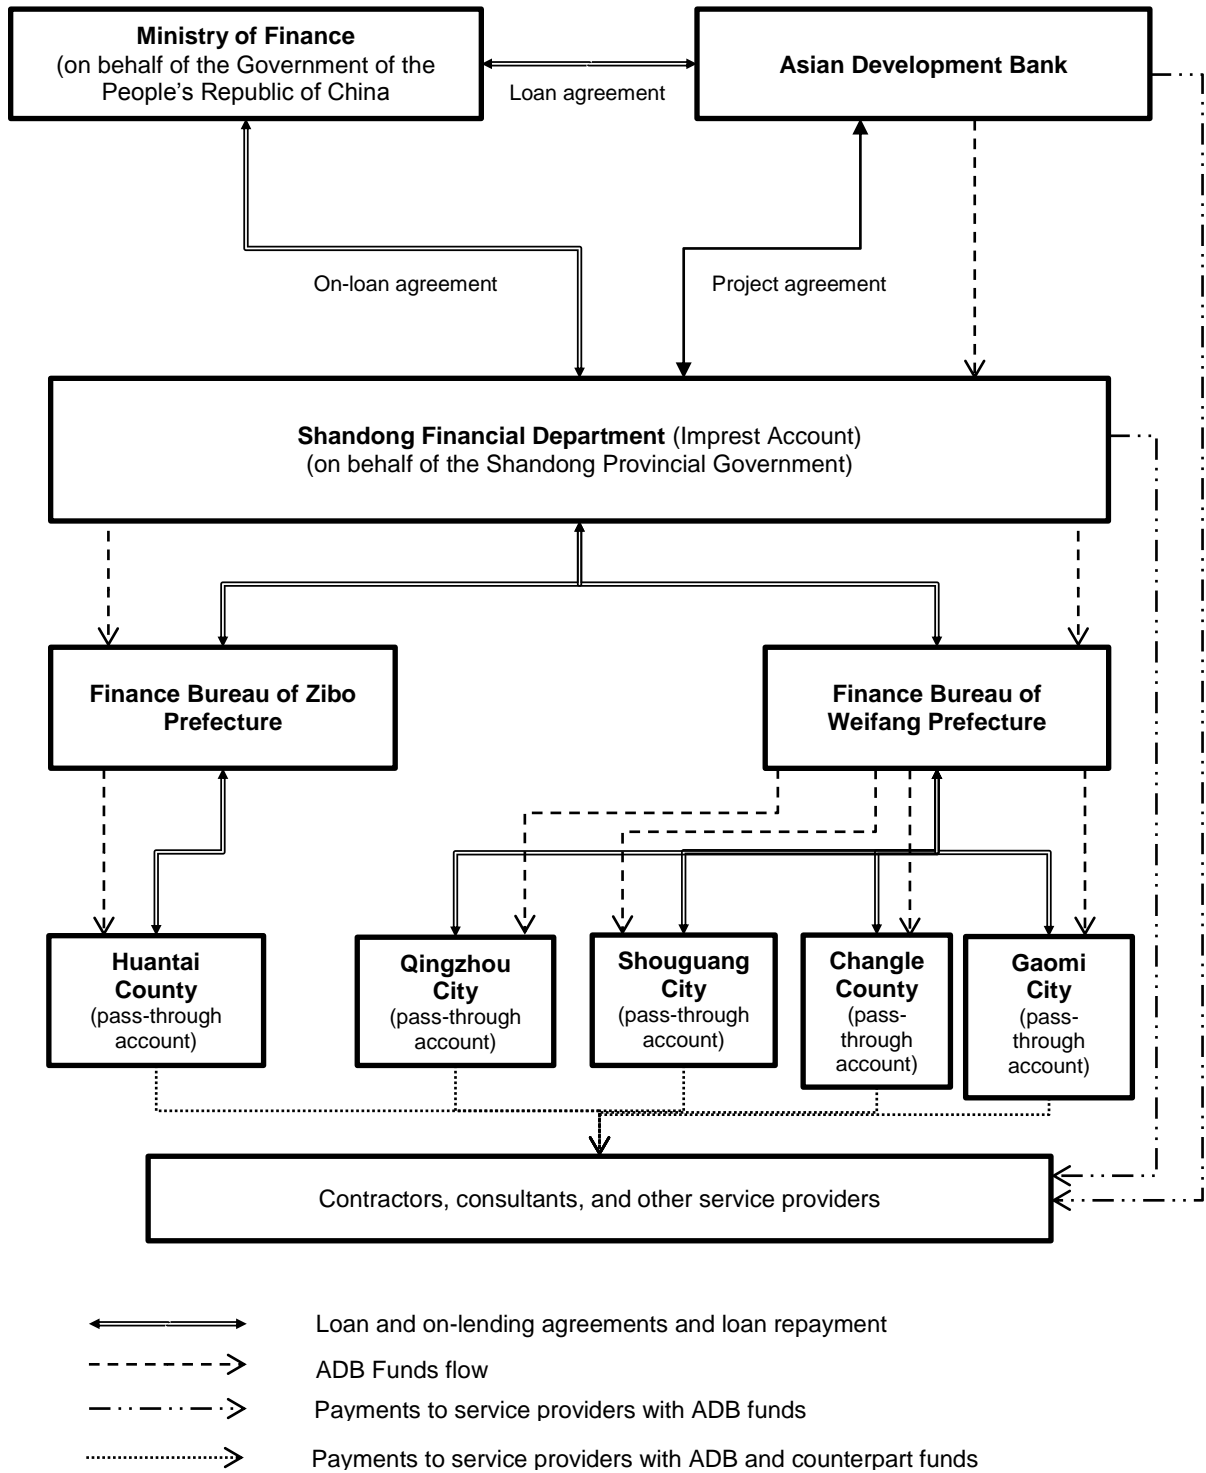 Ministry of Finance
(on behalf of the Government of the
People's Republic of China
Asian Development Bank
Loan agreement
On-loan agreement
Project agreement
Shandong Financial Department (Imprest Account)
(on behalf of the Shandong Provincial Government)
Finance Bureau of Zibo
Prefecture
Finance Bureau of
Weifang Prefecture
Huantai
County
(pass-through
account)
Qingzhou
City
(pass-through
account)
Shouguang
City
(pass-through
account)
Changle
County
(pass-
through
account)
Gaomi
City
(pass-
through
account)
Contractors, consultants, and other service providers
Loan and on-lending agreements and loan repayment
ADB Funds flow
Payments to service providers with ADB funds
Payments to service providers with ADB and counterpart funds